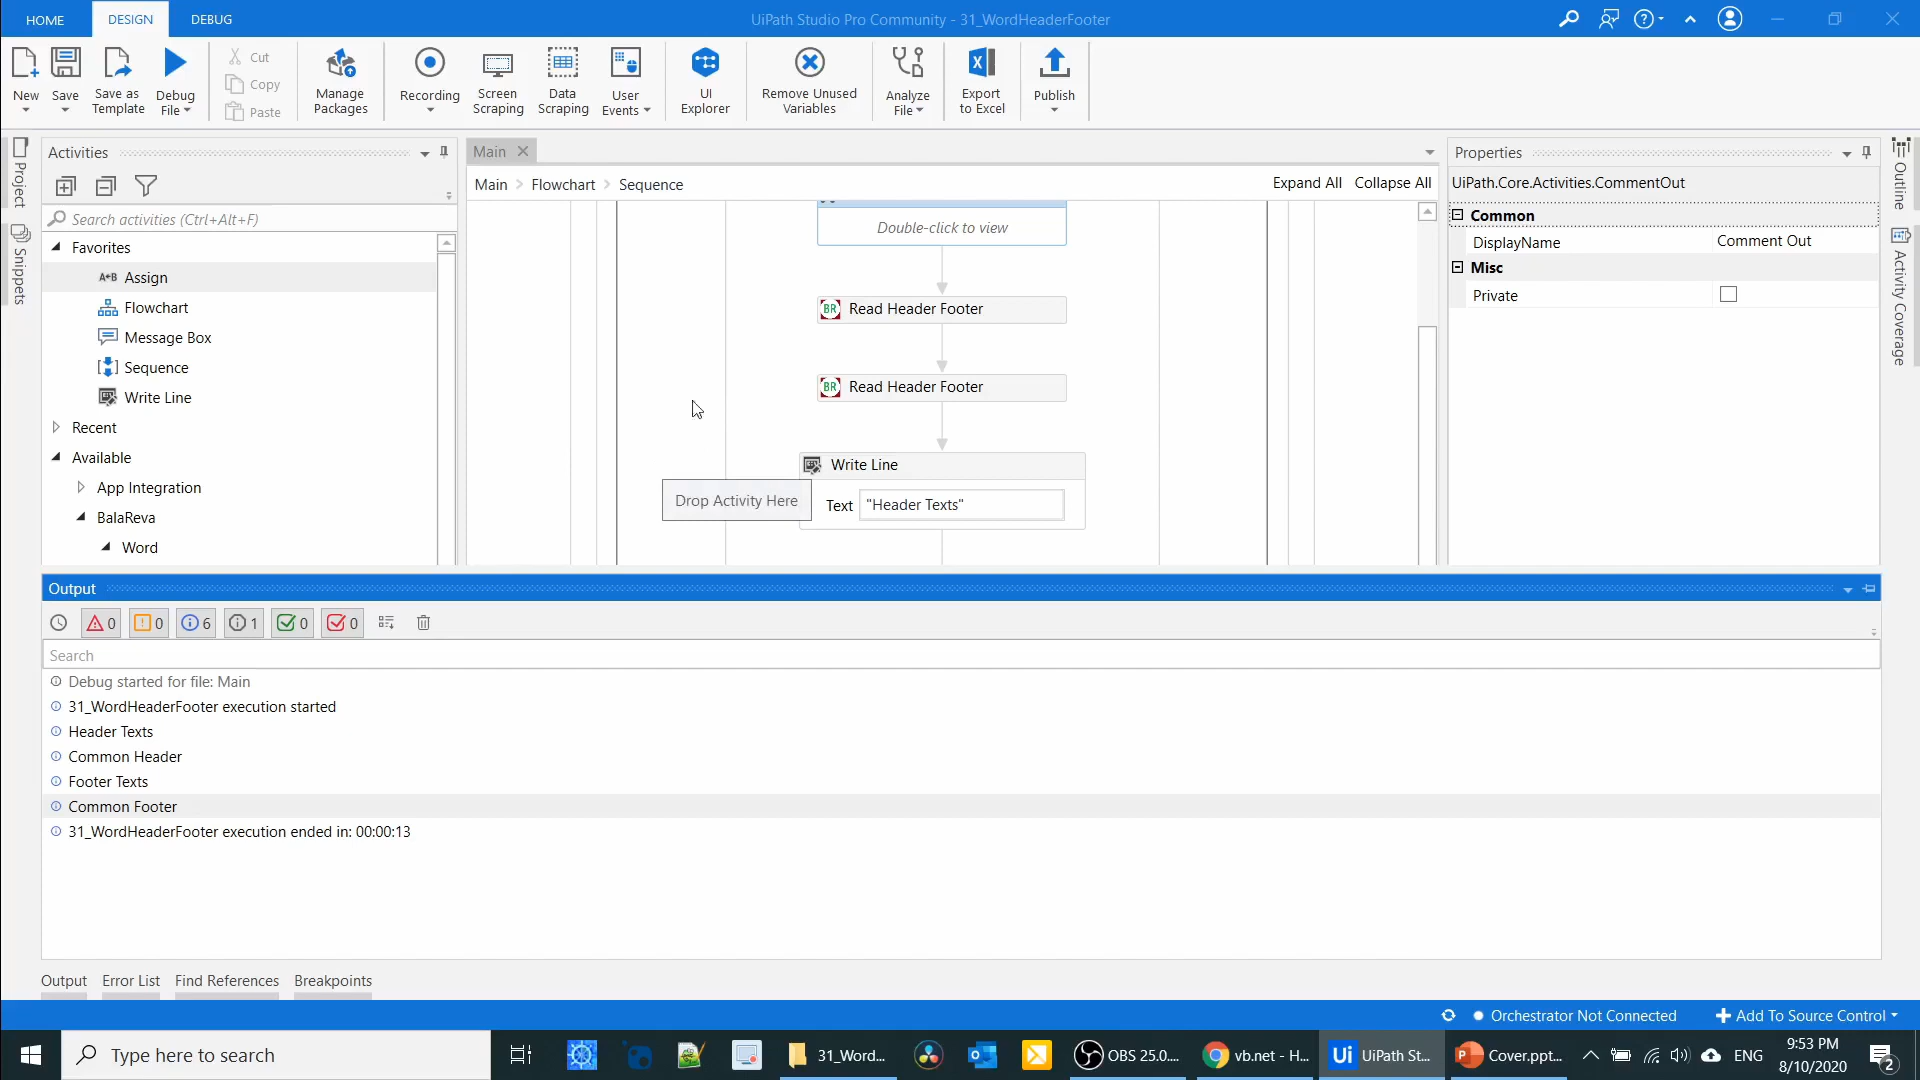 HOME
DESIGN
DEBUG
UiPath Studio Pro Community - 31_WordHeaderFooter
New
Save
Save as
Template
Debug
File
Cut
Copy
Paste
Manage
Packages
Recording
Screen
Scraping
Data
Scraping
User
Events
UI
Explorer
Remove Unused
Variables
Analyze
File
Export
to Excel
Publish
Project
Snippets
Activities
Search activities (Ctrl+Alt+F)
Favorites
A+B Assign
Flowchart
Message Box
Sequence
Write Line
Recent
Available
App Integration
BalaReva
Word
Main
Main > Flowchart > Sequence
Expand All
Collapse All
Double-click to view
BR Read Header Footer
BR Read Header Footer
Write Line
Drop Activity Here
Text "Header Texts"
Properties
UiPath.Core.Activities.CommentOut
Common
DisplayName Comment Out
Misc
Private
Outline
Activity Coverage
Output
0
0
6
1
0
0
Search
Debug started for file: Main
31_WordHeaderFooter execution started
Header Texts
Common Header
Footer Texts
Common Footer
31_WordHeaderFooter execution ended in: 00:00:13
Output
Error List
Find References
Breakpoints
Orchestrator Not Connected
Add To Source Control
Type here to search
31_Word...
OBS 25.0....
vb.net - H...
Ui UiPath St...
Cover.ppt...
ENG
9:53 PM
8/10/2020
2